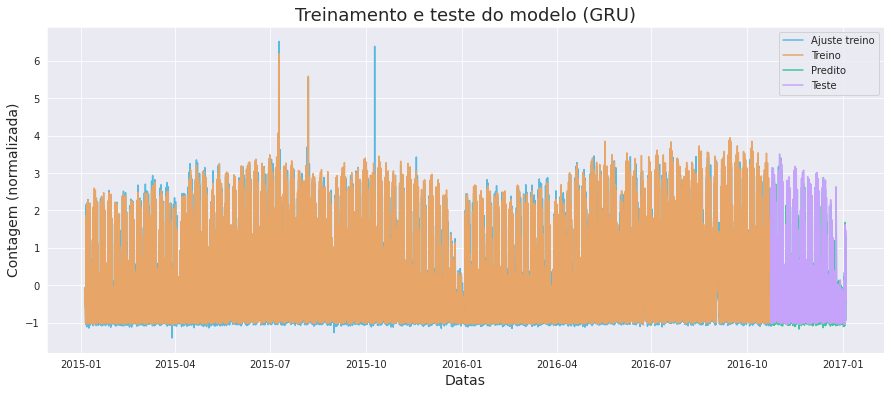 Treinamento e teste do modelo (GRU)
Ajuste treino
Treino
Predito
Teste
Contagem (normalizada)
6
5
4
3
2
1
0
−1
2015-01
2015-04
2015-07
2015-10
2016-01
2016-04
2016-07
2016-10
2017-01
Datas